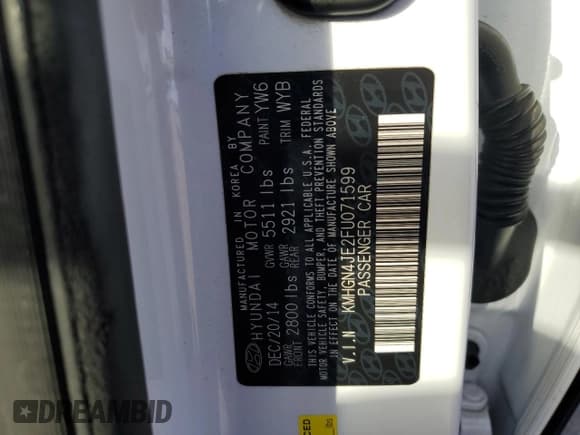 MANUFACTURED IN KOREA BY
HYUNDAI MOTOR COMPANY
DEC/20/14 GVWR 5511 lbs PAINT YW6
GAWR FRONT 2800 lbs GAWR REAR 2921 lbs TRIM WYB
THIS VEHICLE CONFORMS TO ALL APPLICABLE U.S.A. FEDERAL
MOTOR VEHICLE SAFETY, BUMPER, AND THEFT PREVENTION STANDARDS
IN EFFECT ON THE DATE OF MANUFACTURE SHOWN ABOVE
V.I.N KMHGN4JE2FU071599
PASSENGER CAR
lbs
DREAMBID